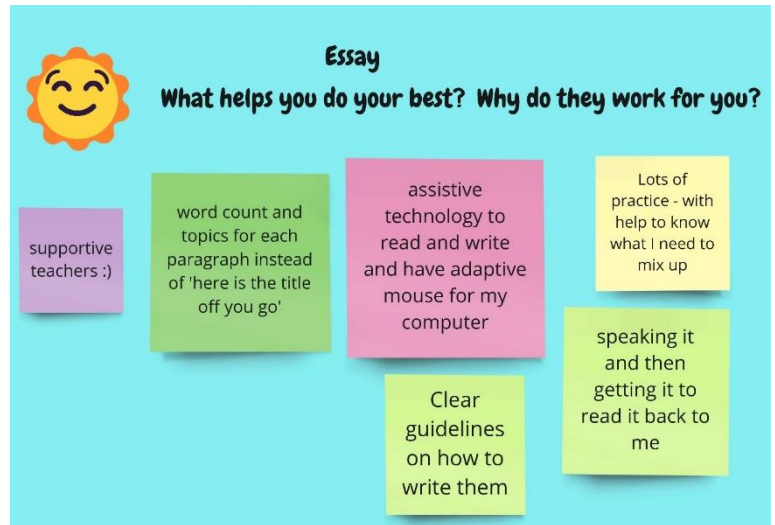 Essay
What helps you do your best? Why do they work for you?
supportive
teachers :)
word count and
topics for each
paragraph instead
of 'here is the title
off you go'
assistive
technology to
read and write
and have adaptive
mouse for my
computer
Lots of
practice - with
help to know
what I need to
mix up
Clear
guidelines
on how to
write them
speaking it
and then
getting it to
read it back to
me